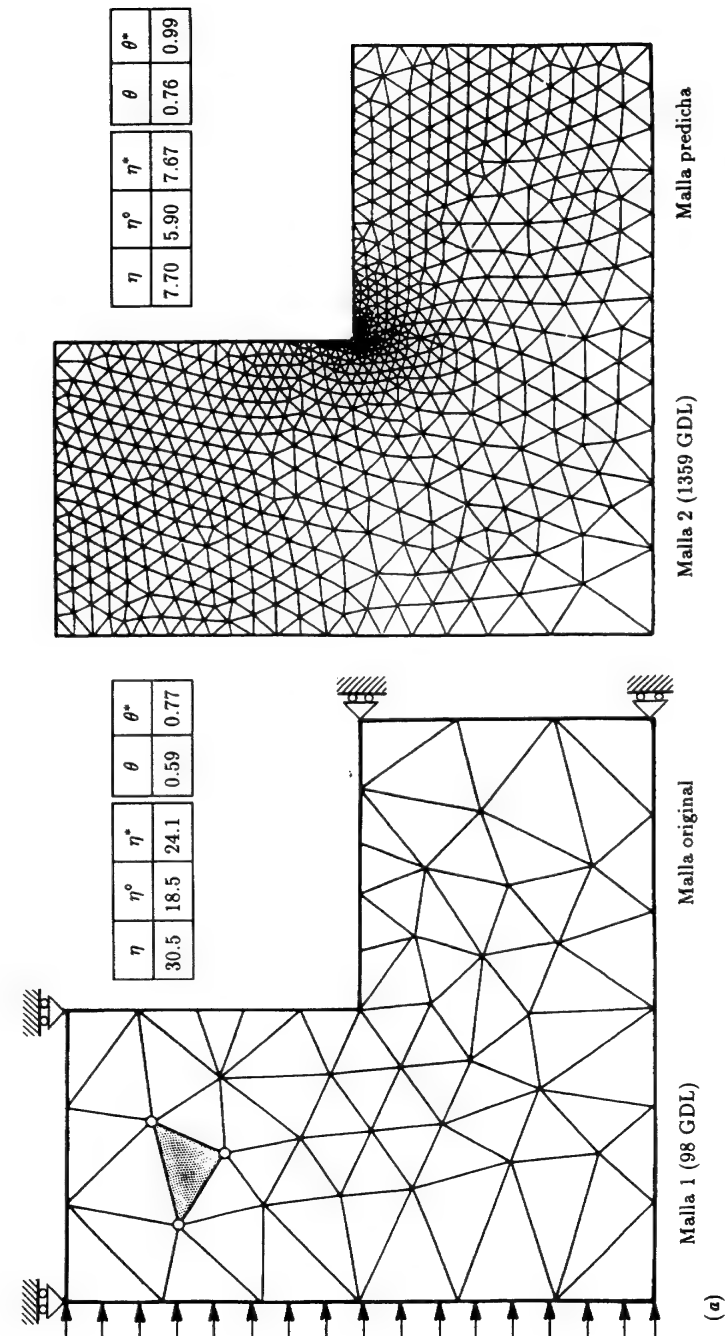 η η° η* θ θ*
30.5 18.5 24.1 0.59 0.77
Malla 1 (98 GDL)
Malla original
η η° η* θ θ*
7.70 5.90 7.67 0.76 0.99
Malla 2 (1359 GDL)
Malla predicha
(a)